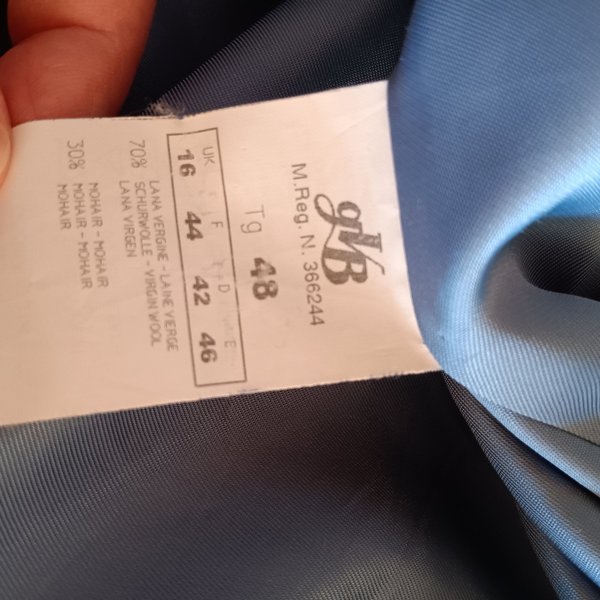 gVB
M.Reg. N. 366244
Tg 48
UK F D E
16 44 42 46
70% LANA VERGINE - LAINE VIERGE
SCHURWOLLE - VIRGIN WOOL
LANA VIRGEN
30% MOHAIR - MOHAIR
MOHAIR - MOHAIR
MOHAIR